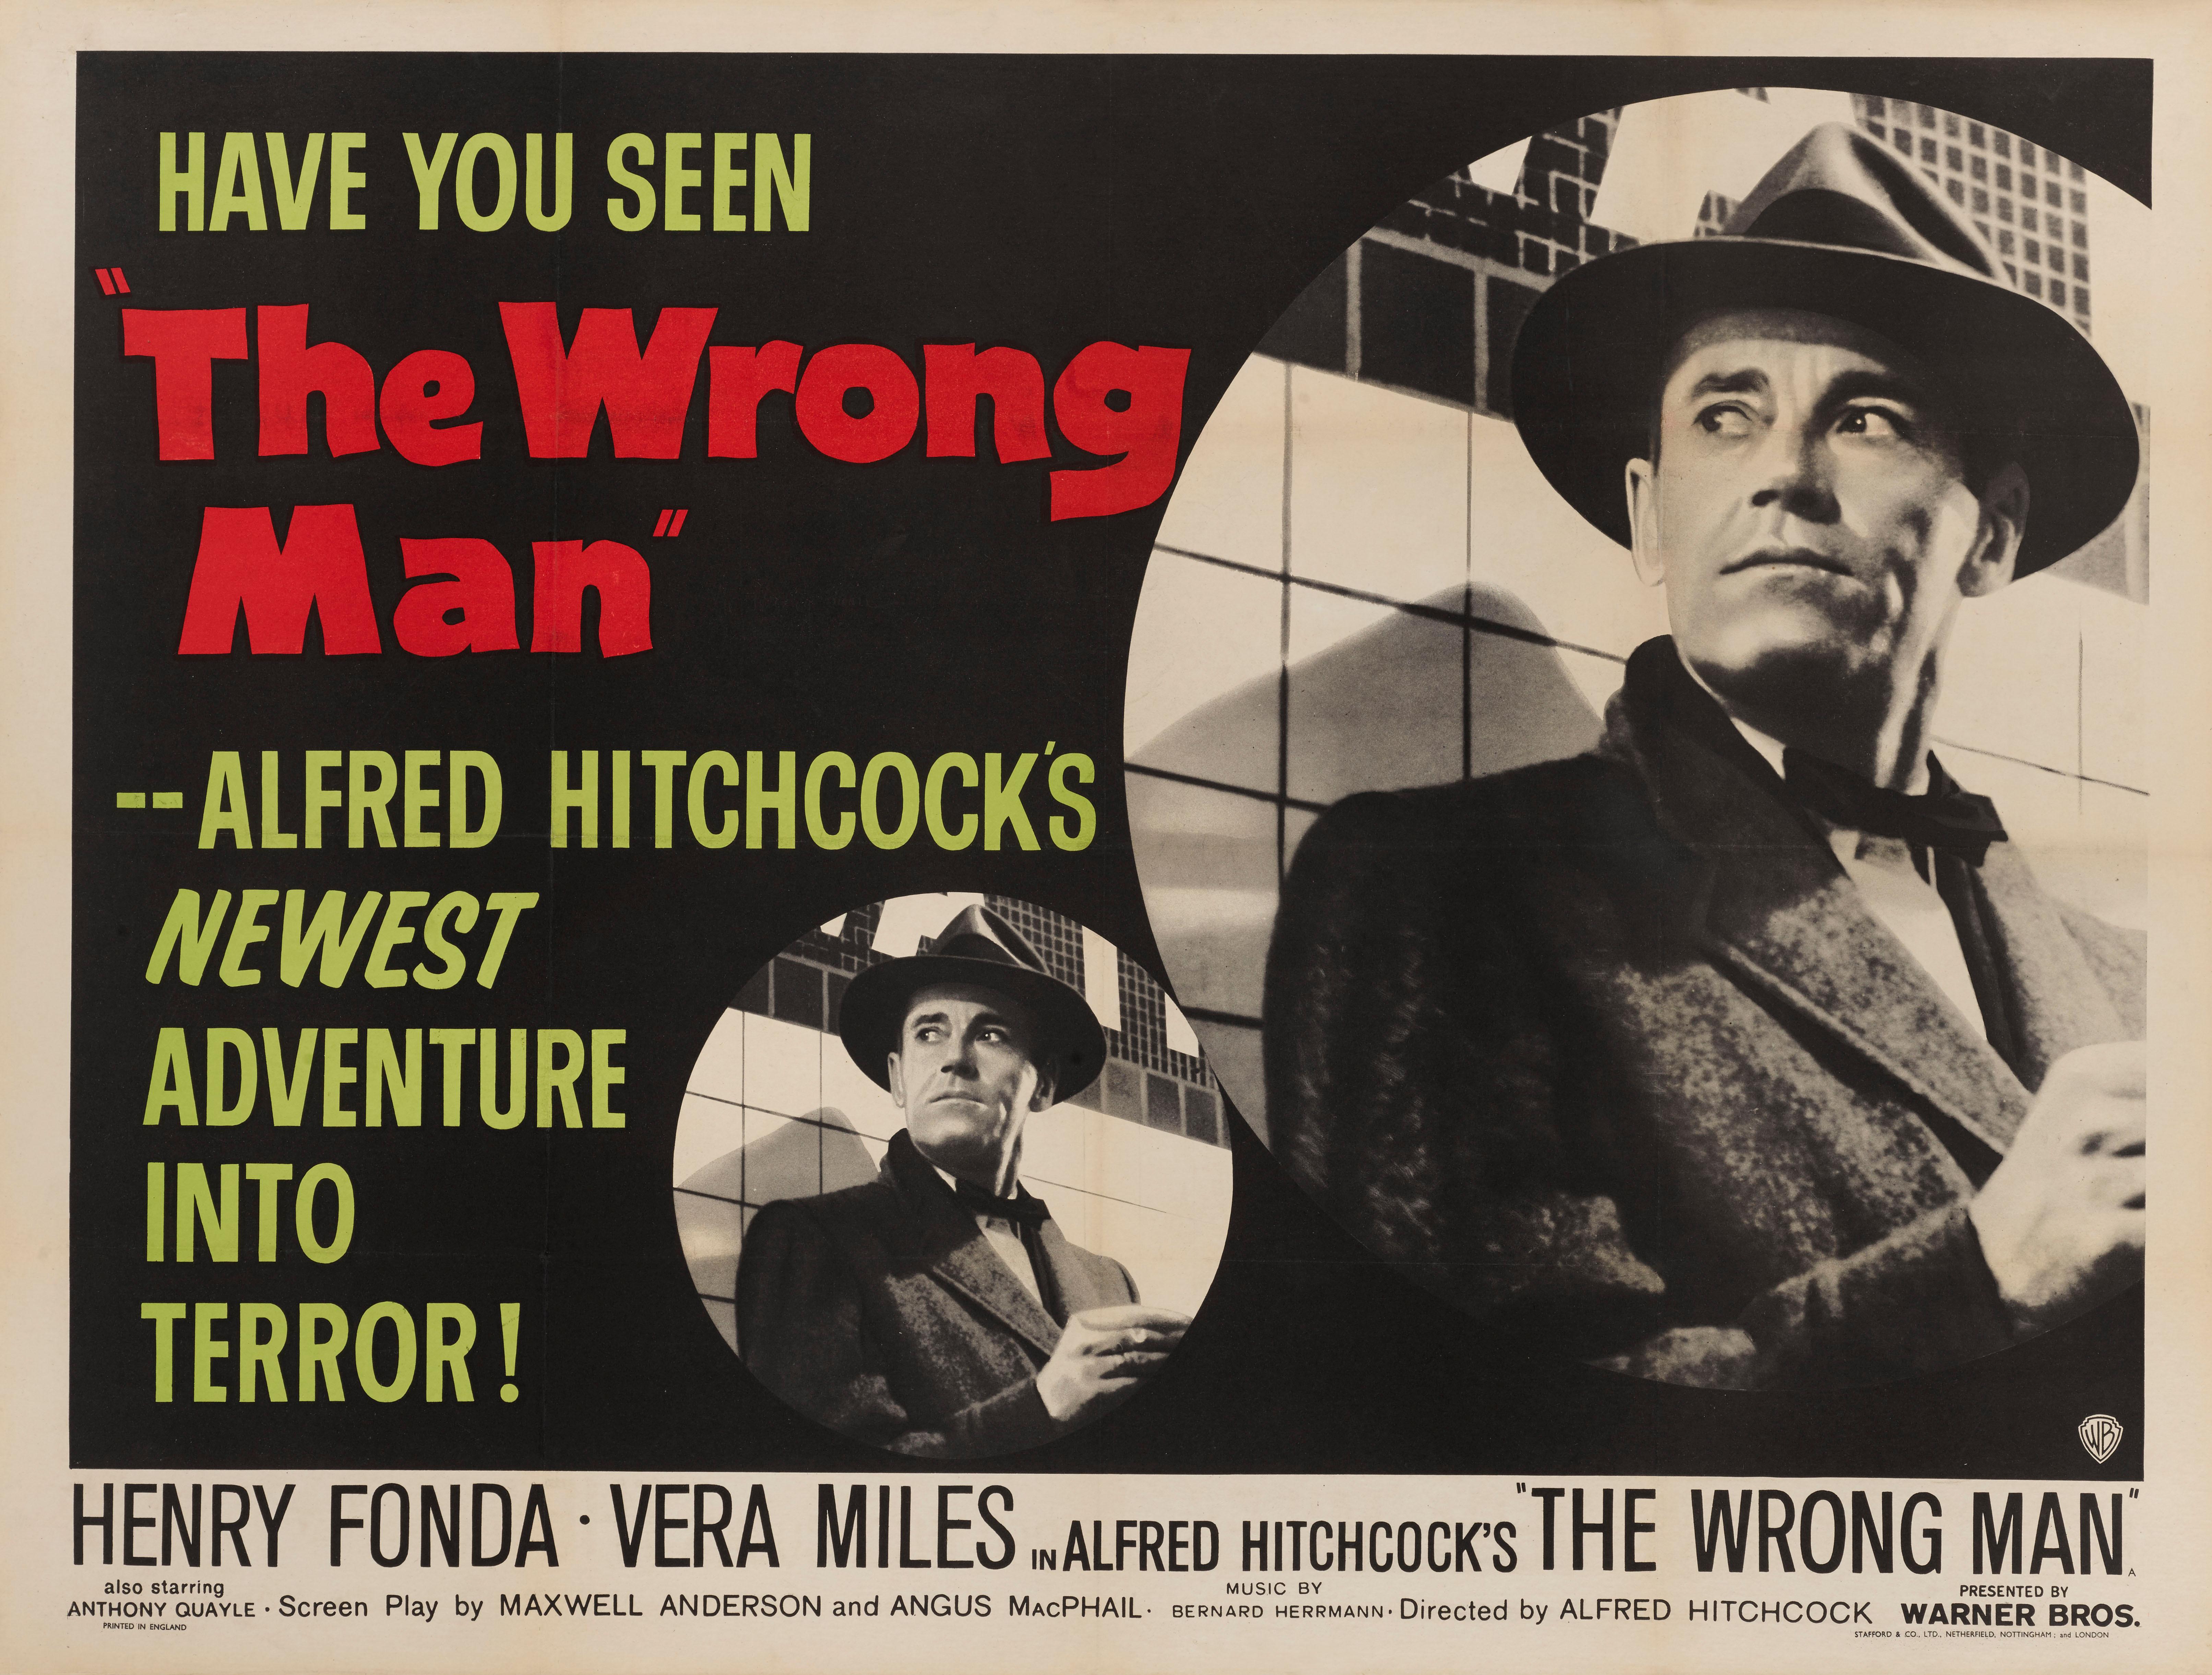 HAVE YOU SEEN
"The Wrong
Man"
--ALFRED HITCHCOCK'S
NEWEST
ADVENTURE
INTO
TERROR!
WB
HENRY FONDA · VERA MILES IN ALFRED HITCHCOCK'S "THE WRONG MAN"
A
also starring
ANTHONY QUAYLE · Screen Play by MAXWELL ANDERSON and ANGUS MacPHAIL · MUSIC BY BERNARD HERRMANN · Directed by ALFRED HITCHCOCK
PRESENTED BY
WARNER BROS.
PRINTED IN ENGLAND
STAFFORD & CO., LTD., NETHERFIELD, NOTTINGHAM; and LONDON